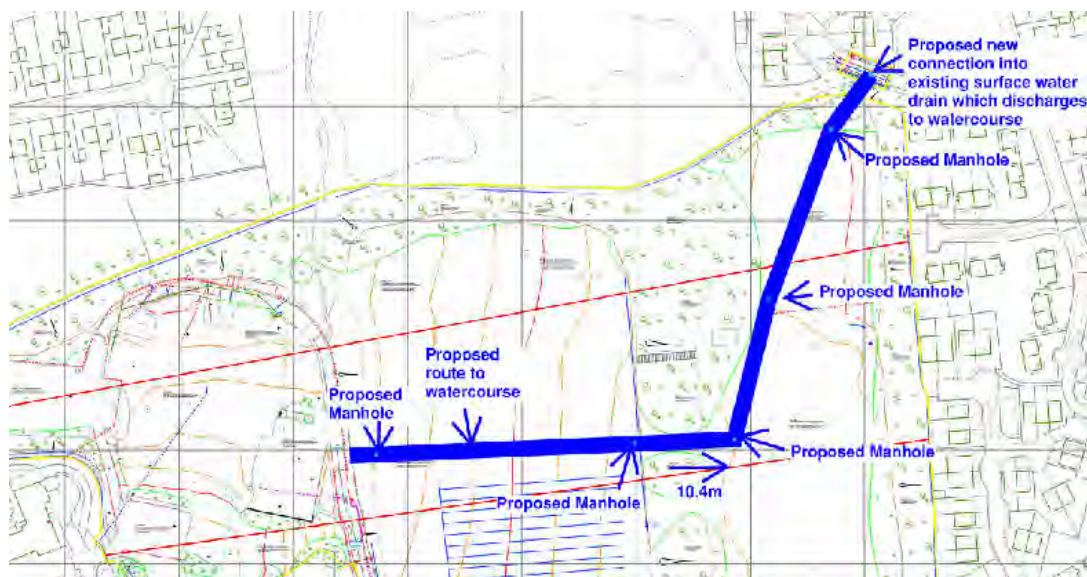 Proposed new
connection into
existing surface water
drain which discharges
to watercourse
Proposed Manhole
Proposed Manhole
Proposed
route to
watercourse
Proposed
Manhole
Proposed Manhole
Proposed Manhole
10.4m